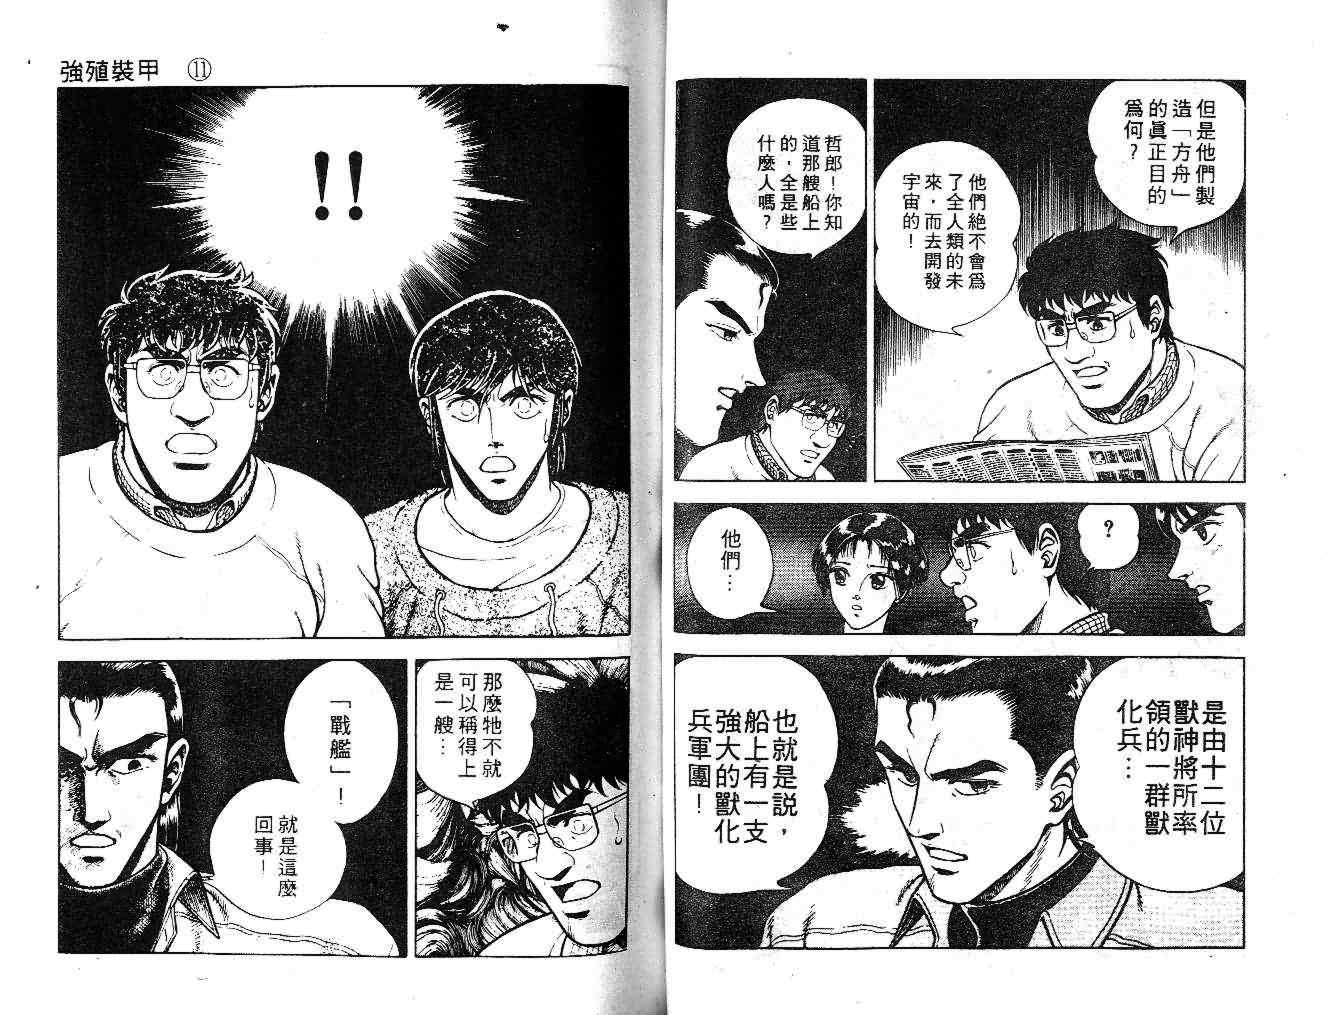 但是他們製
造「方舟」
的眞正目的
爲何？
他們絕不會爲
了全人類的未
來，而去開發
宇宙的！
哲郎！你知
道那艘船上
的，全是些
什麼人嗎？
？
他們…
是由十二位
獸神將所率
領的一群獸
化兵…
也就是説，
船上有一支
強大的獸化
兵軍團！
強殖裝甲 ⑪
！！
那麼牠不就
可以稱得上
是一艘…
「戰艦」！
就是這麼
回事！